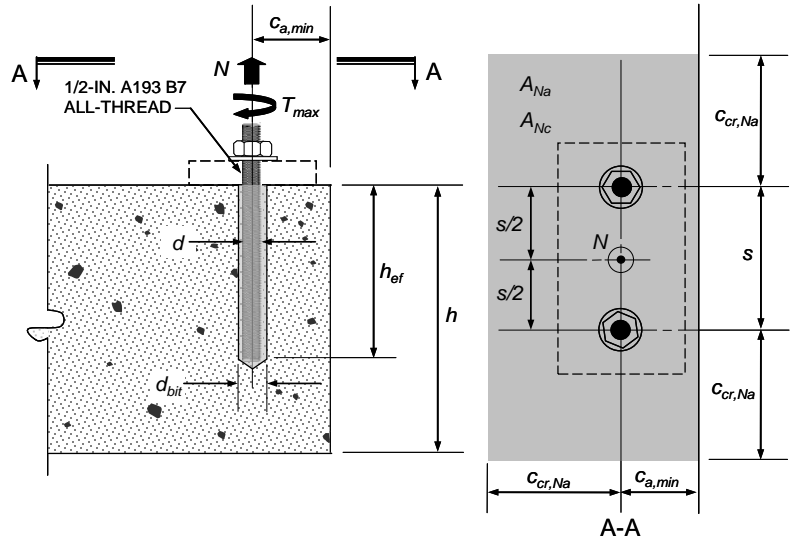 c_a,min
A
N
A
1/2-IN. A193 B7
ALL-THREAD
T_max
d
h_ef
h
d_bit
A_Na
A_Nc
c_cr,Na
s/2
N
s
s/2
c_cr,Na
c_cr,Na
c_a,min
A-A